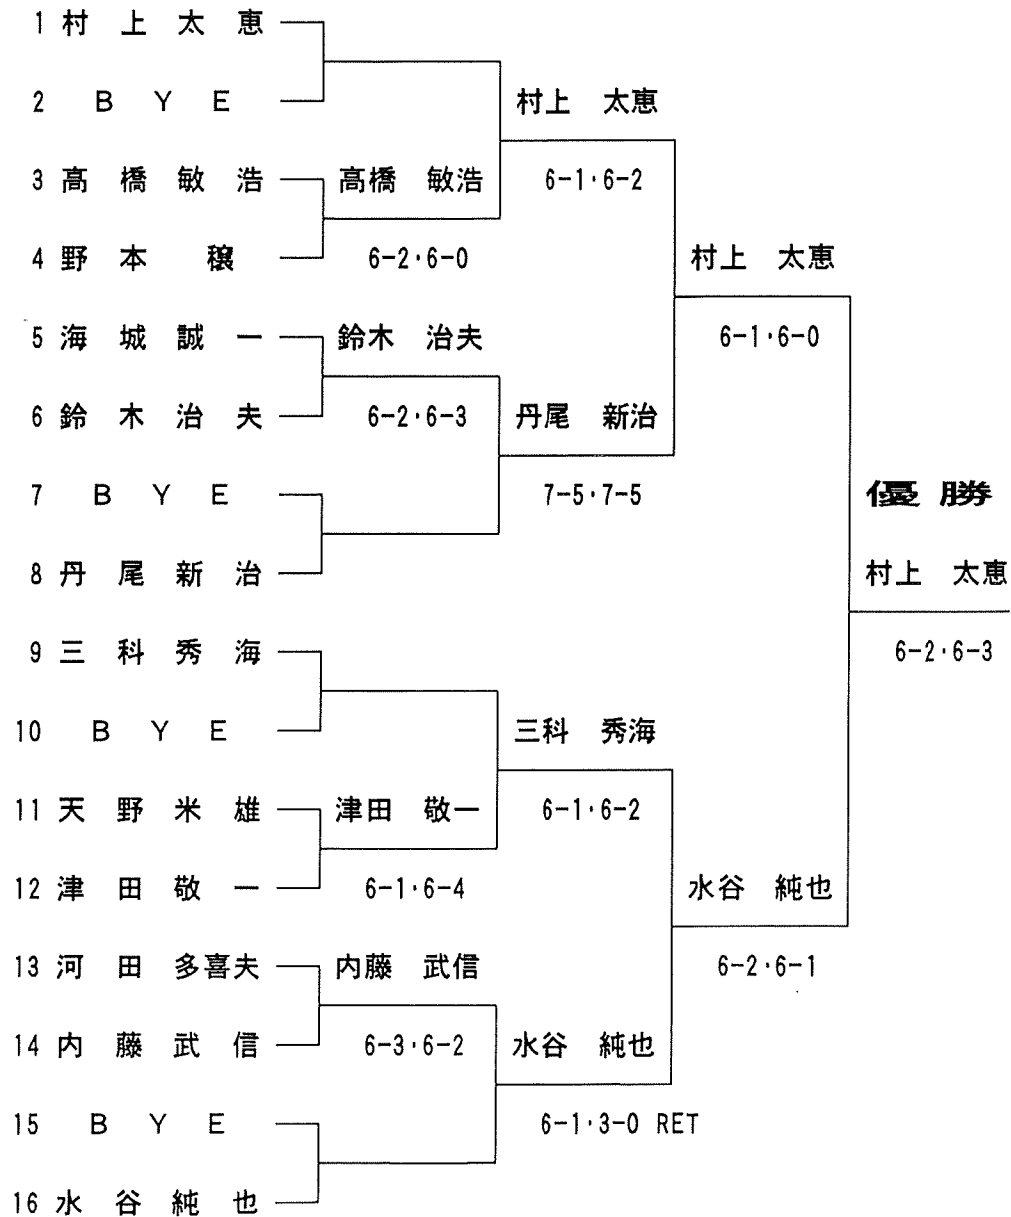 1 村 上 太 恵
2 B Y E 村上 太恵
3 高 橋 敏 浩 高橋 敏浩 6-1・6-2
4 野 本 穣 6-2・6-0 村上 太恵
5 海 城 誠 一 鈴木 治夫 6-1・6-0
6 鈴 木 治 夫 6-2・6-3 丹尾 新治
7 B Y E 7-5・7-5 優勝
8 丹 尾 新 治 村上 太恵
9 三 科 秀 海 6-2・6-3
10 B Y E 三科 秀海
11 天 野 米 雄 津田 敬一 6-1・6-2
12 津 田 敬 一 6-1・6-4 水谷 純也
13 河 田 多喜夫 内藤 武信 6-2・6-1
14 内 藤 武 信 6-3・6-2 水谷 純也
15 B Y E 6-1・3-0 RET
16 水 谷 純 也